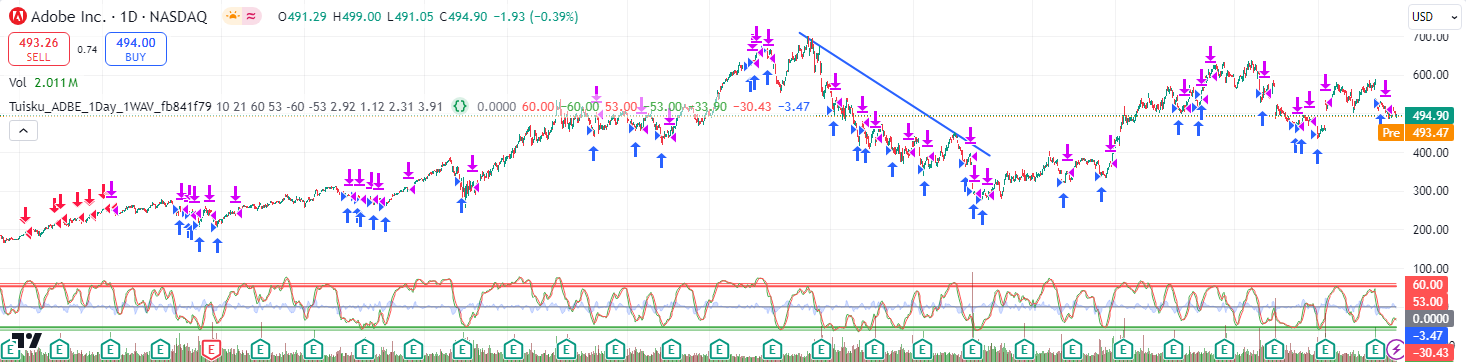 Adobe Inc. · 1D · NASDAQ O491.29 H499.00 L491.05 C494.90 −1.93 (−0.39%)
USD
493.26
SELL
0.74
494.00
BUY
Vol 2.011M
Tuisku_ADBE_1Day_1WAV_fb841f79 10 21 60 53 -60 -53 2.92 1.12 2.31 3.91 {} 0.0000 60.00 −60.00 53.00 −53.00 −33.90 −30.43 −3.47
700.00
600.00
494.90
Pre 493.47
400.00
300.00
200.00
100.00
60.00
53.00
0.0000
−3.47
−30.43
E E E E E E E E E E E E E E E E E E E E E E E E E E E E